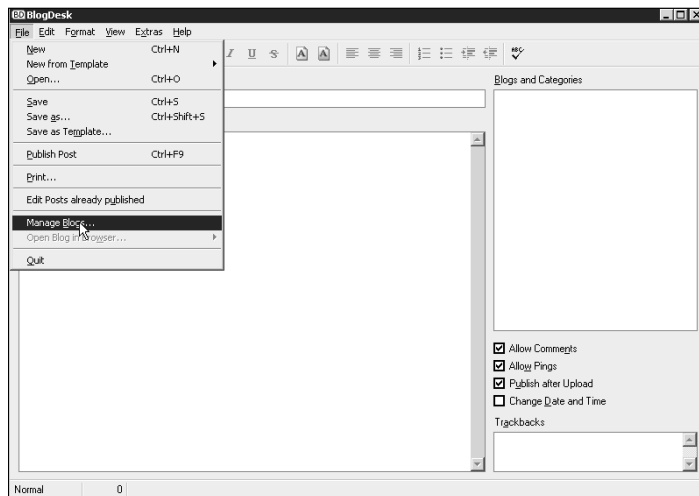 BD BlogDesk
File Edit Format View Extras Help
New Ctrl+N
New from Template
Open... Ctrl+O
Save Ctrl+S
Save as... Ctrl+Shift+S
Save as Template...
Publish Post Ctrl+F9
Print...
Edit Posts already published
Manage Blogs...
Open Blog in Browser...
Quit
I U S A A ABC
Blogs and Categories
Allow Comments
Allow Pings
Publish after Upload
Change Date and Time
Trackbacks
Normal 0